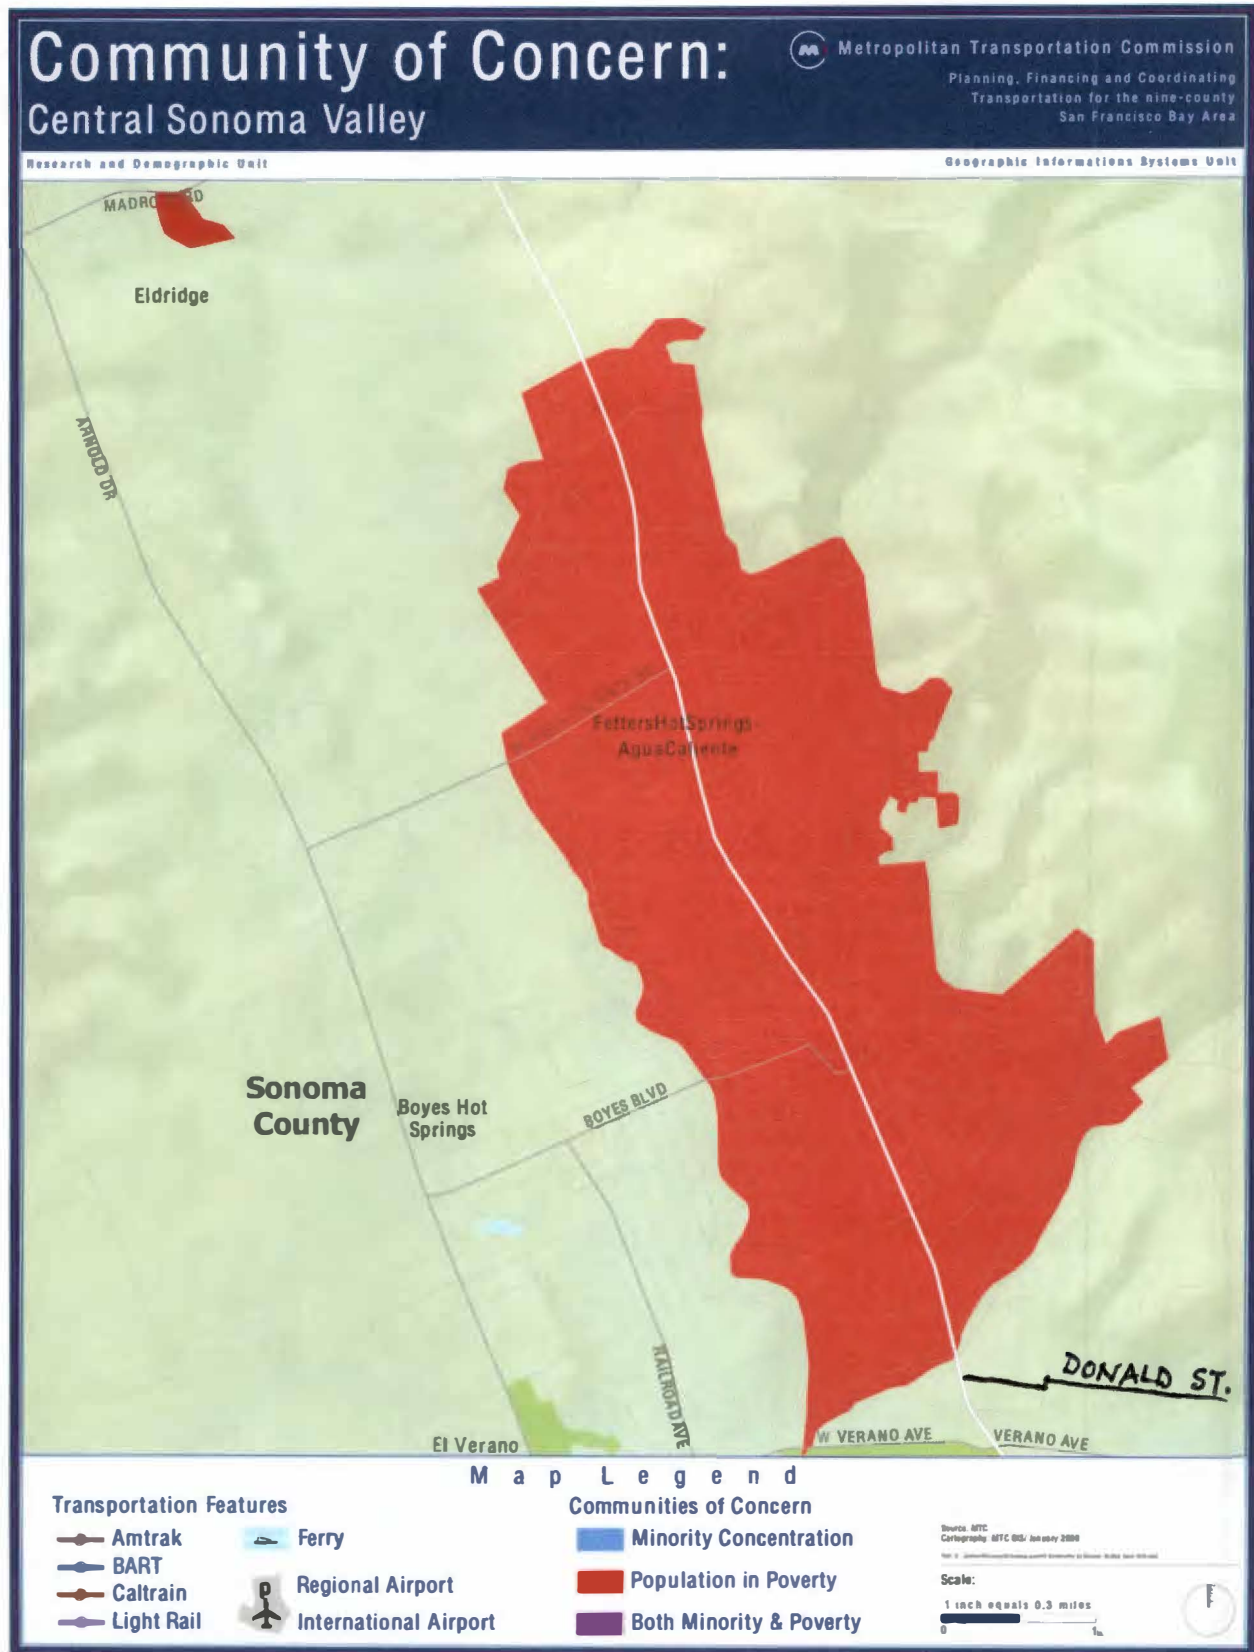 Community of Concern:
Central Sonoma Valley
Metropolitan Transportation Commission
Planning, Financing and Coordinating
Transportation for the nine-county
San Francisco Bay Area
Research and Demographic Unit
Geographic Informations Systems Unit
RD
Eldridge
ARNOLD DR
FettersHotSprings-
AguaCaliente
Sonoma
County
Boyes Hot
Springs
BOYES BLVD
RAILROAD AVE
DONALD ST.
El Verano
W VERANO AVE
VERANO AVE
Map Legend
Transportation Features
Amtrak
BART
Caltrain
Light Rail
Ferry
P
Regional Airport
International Airport
Communities of Concern
Minority Concentration
Population in Poverty
Both Minority & Poverty
Source: MTC
Scale:
1 inch equals 0.3 miles
0